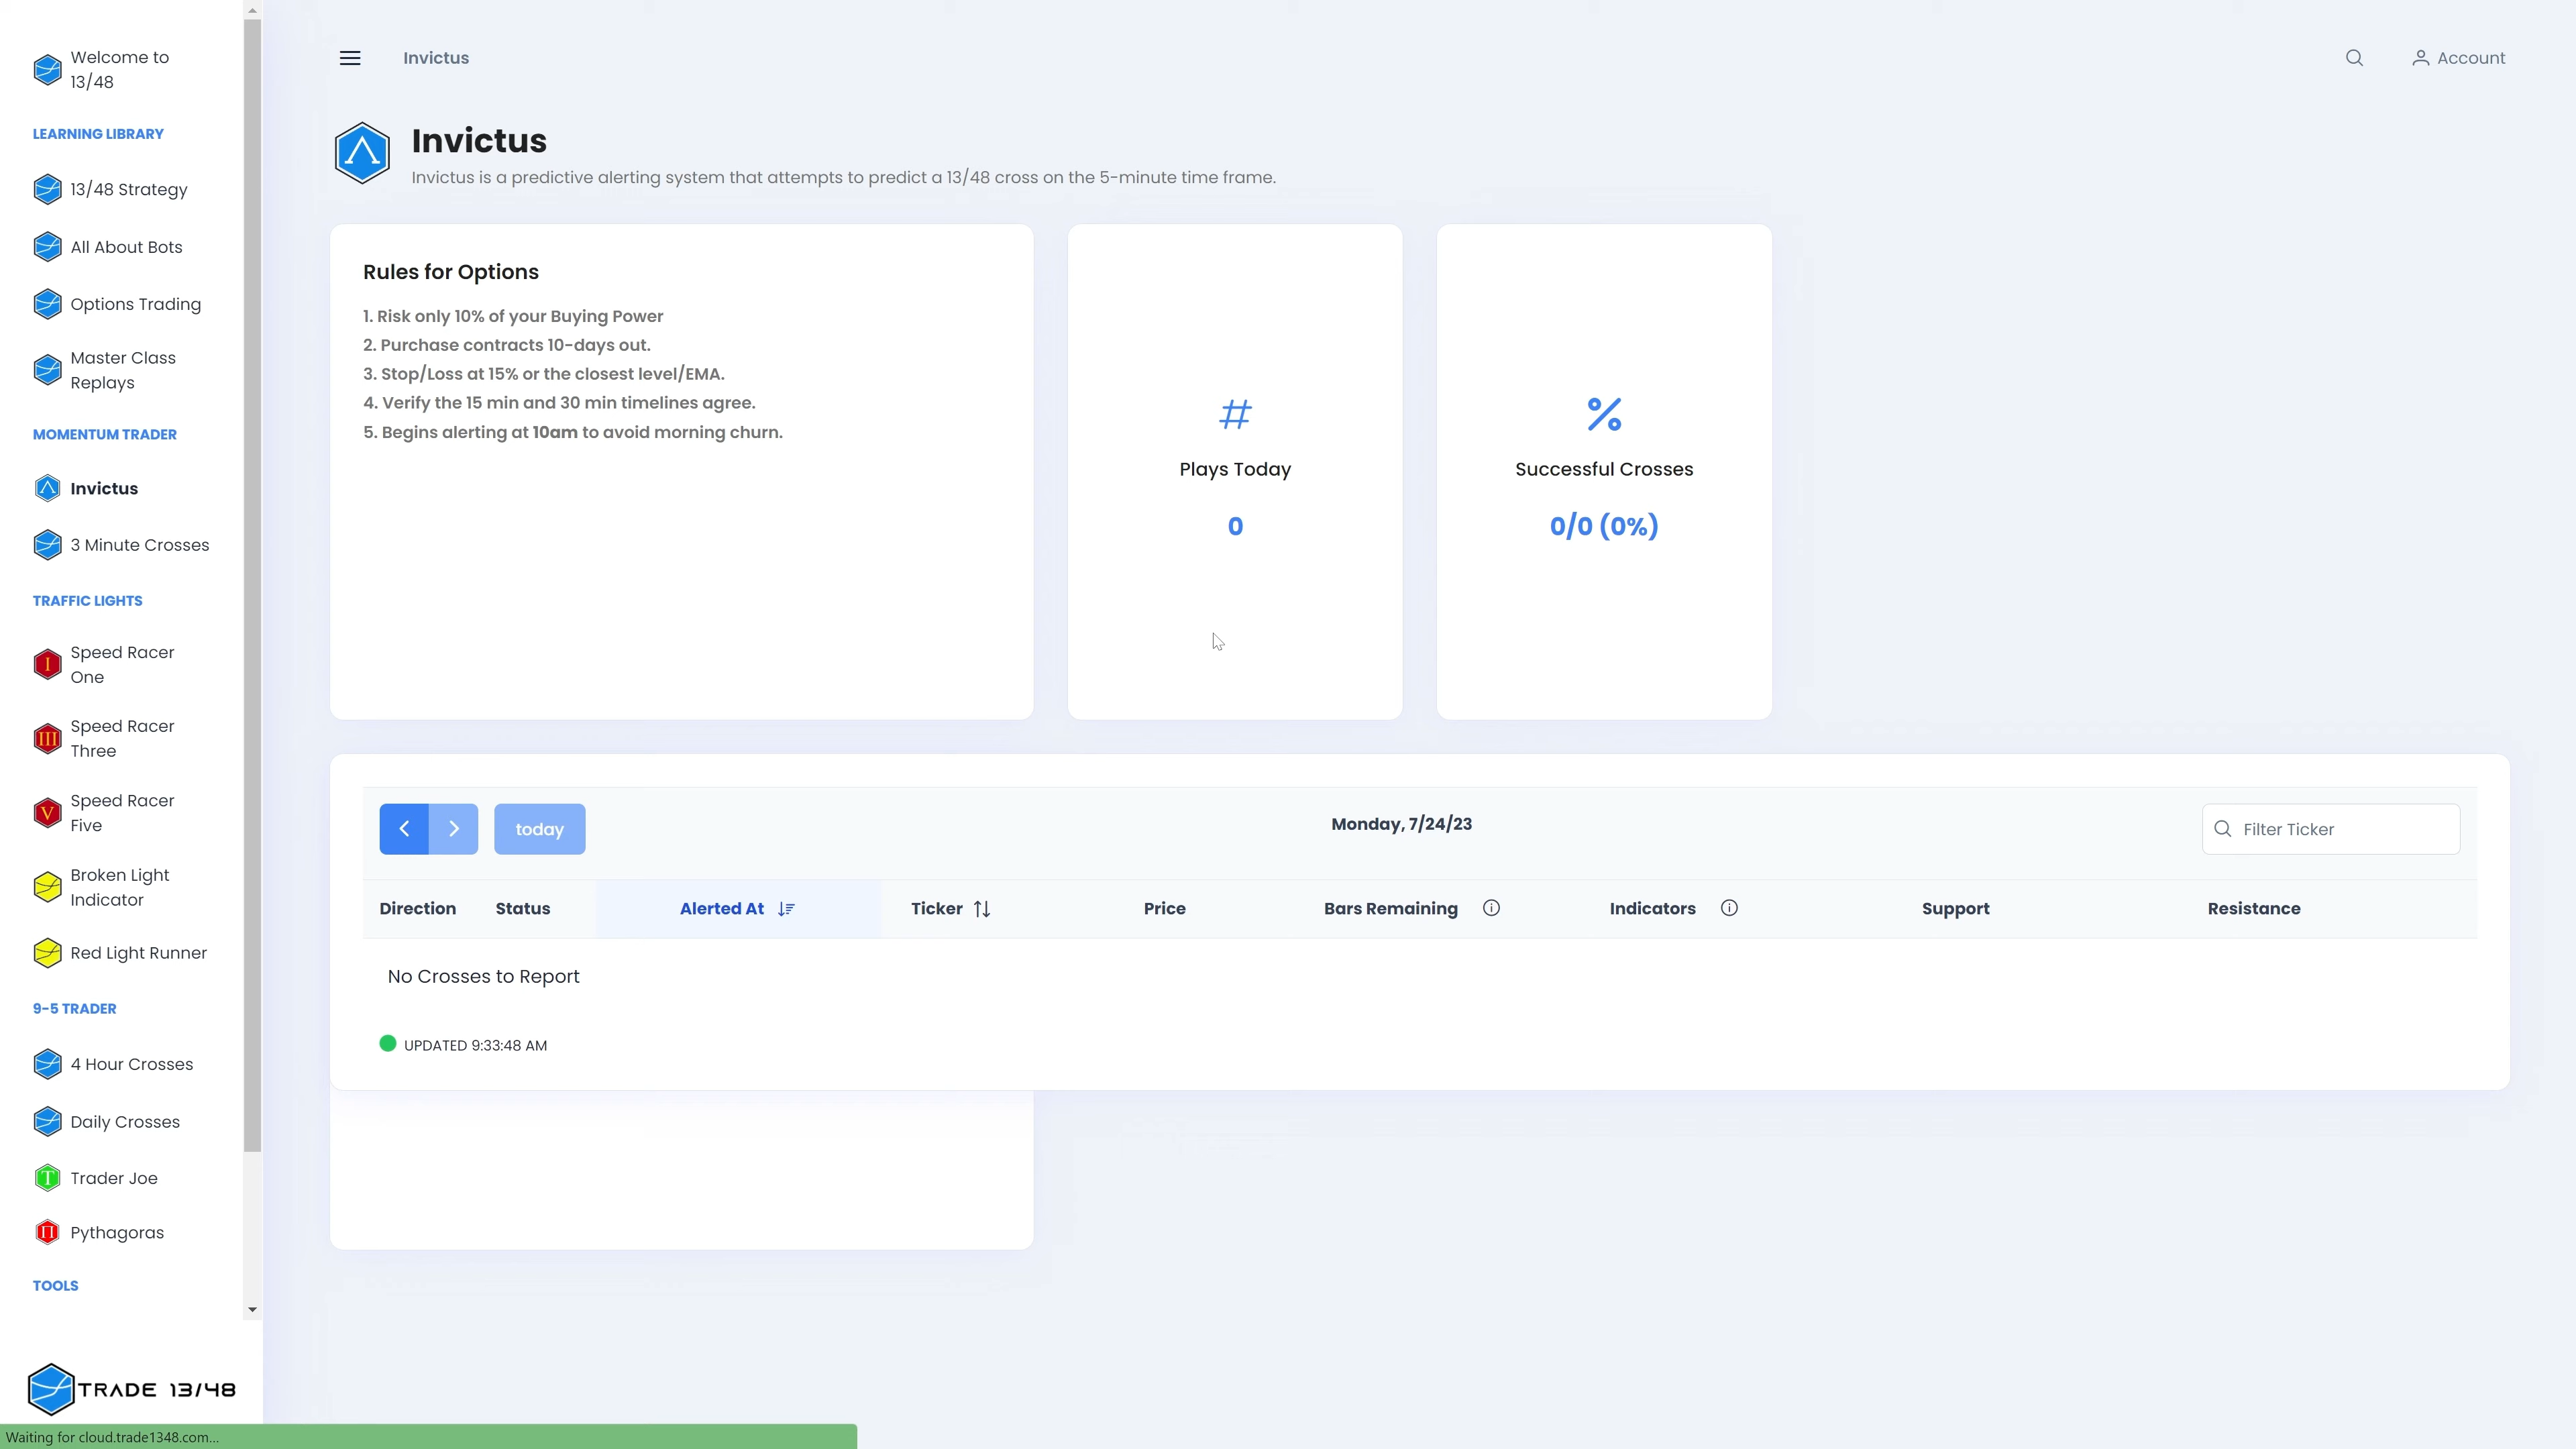 Welcome to
13/48
LEARNING LIBRARY
13/48 Strategy
All About Bots
Options Trading
Master Class
Replays
MOMENTUM TRADER
Invictus
3 Minute Crosses
TRAFFIC LIGHTS
I
Speed Racer
One
III
Speed Racer
Three
V
Speed Racer
Five
Broken Light
Indicator
Red Light Runner
9-5 TRADER
4 Hour Crosses
Daily Crosses
T
Trader Joe
Π
Pythagoras
TOOLS
TRADE 13/48
Waiting for cloud.trade1348.com...
Invictus
Account
Invictus
Invictus is a predictive alerting system that attempts to predict a 13/48 cross on the 5-minute time frame.
Rules for Options
1. Risk only 10% of your Buying Power
2. Purchase contracts 10-days out.
3. Stop/Loss at 15% or the closest level/EMA.
4. Verify the 15 min and 30 min timelines agree.
5. Begins alerting at 10am to avoid morning churn.
#
Plays Today
0
%
Successful Crosses
0/0 (0%)
today
Monday, 7/24/23
Filter Ticker
Direction Status Alerted At Ticker Price Bars Remaining Indicators Support Resistance
No Crosses to Report
UPDATED 9:33:48 AM